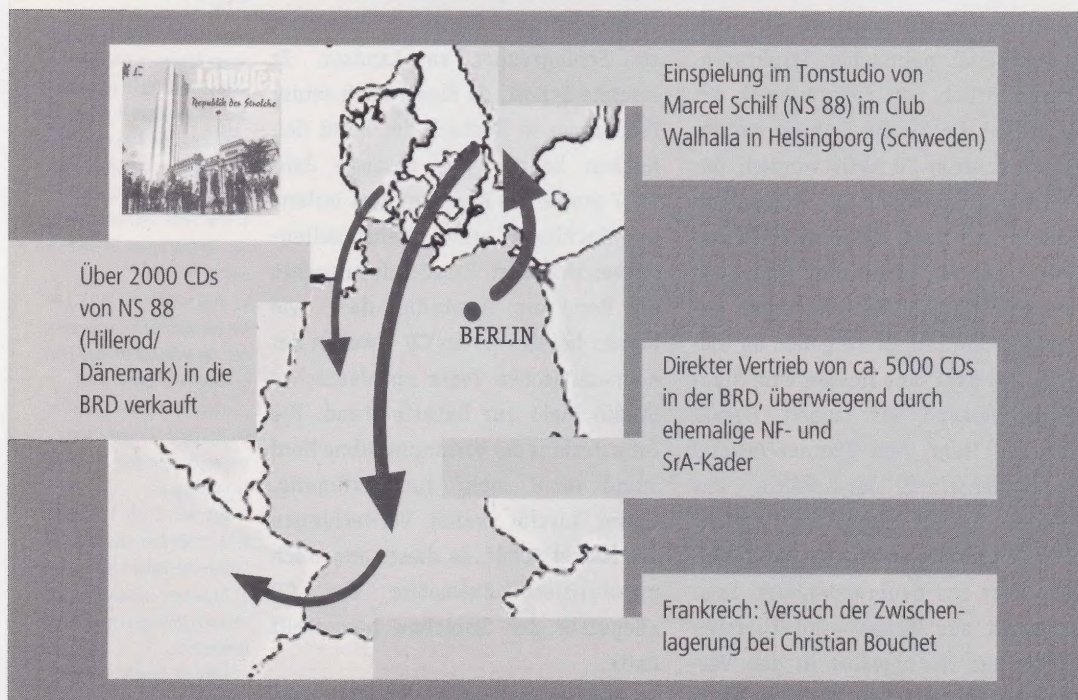 Republik der Strolche
Einspielung im Tonstudio von
Marcel Schilf (NS 88) im Club
Walhalla in Helsingborg (Schweden)
Über 2000 CDs
von NS 88
(Hillerod/
Dänemark) in die
BRD verkauft
BERLIN
Direkter Vertrieb von ca. 5000 CDs
in der BRD, überwiegend durch
ehemalige NF- und
SrA-Kader
Frankreich: Versuch der Zwischen-
lagerung bei Christian Bouchet